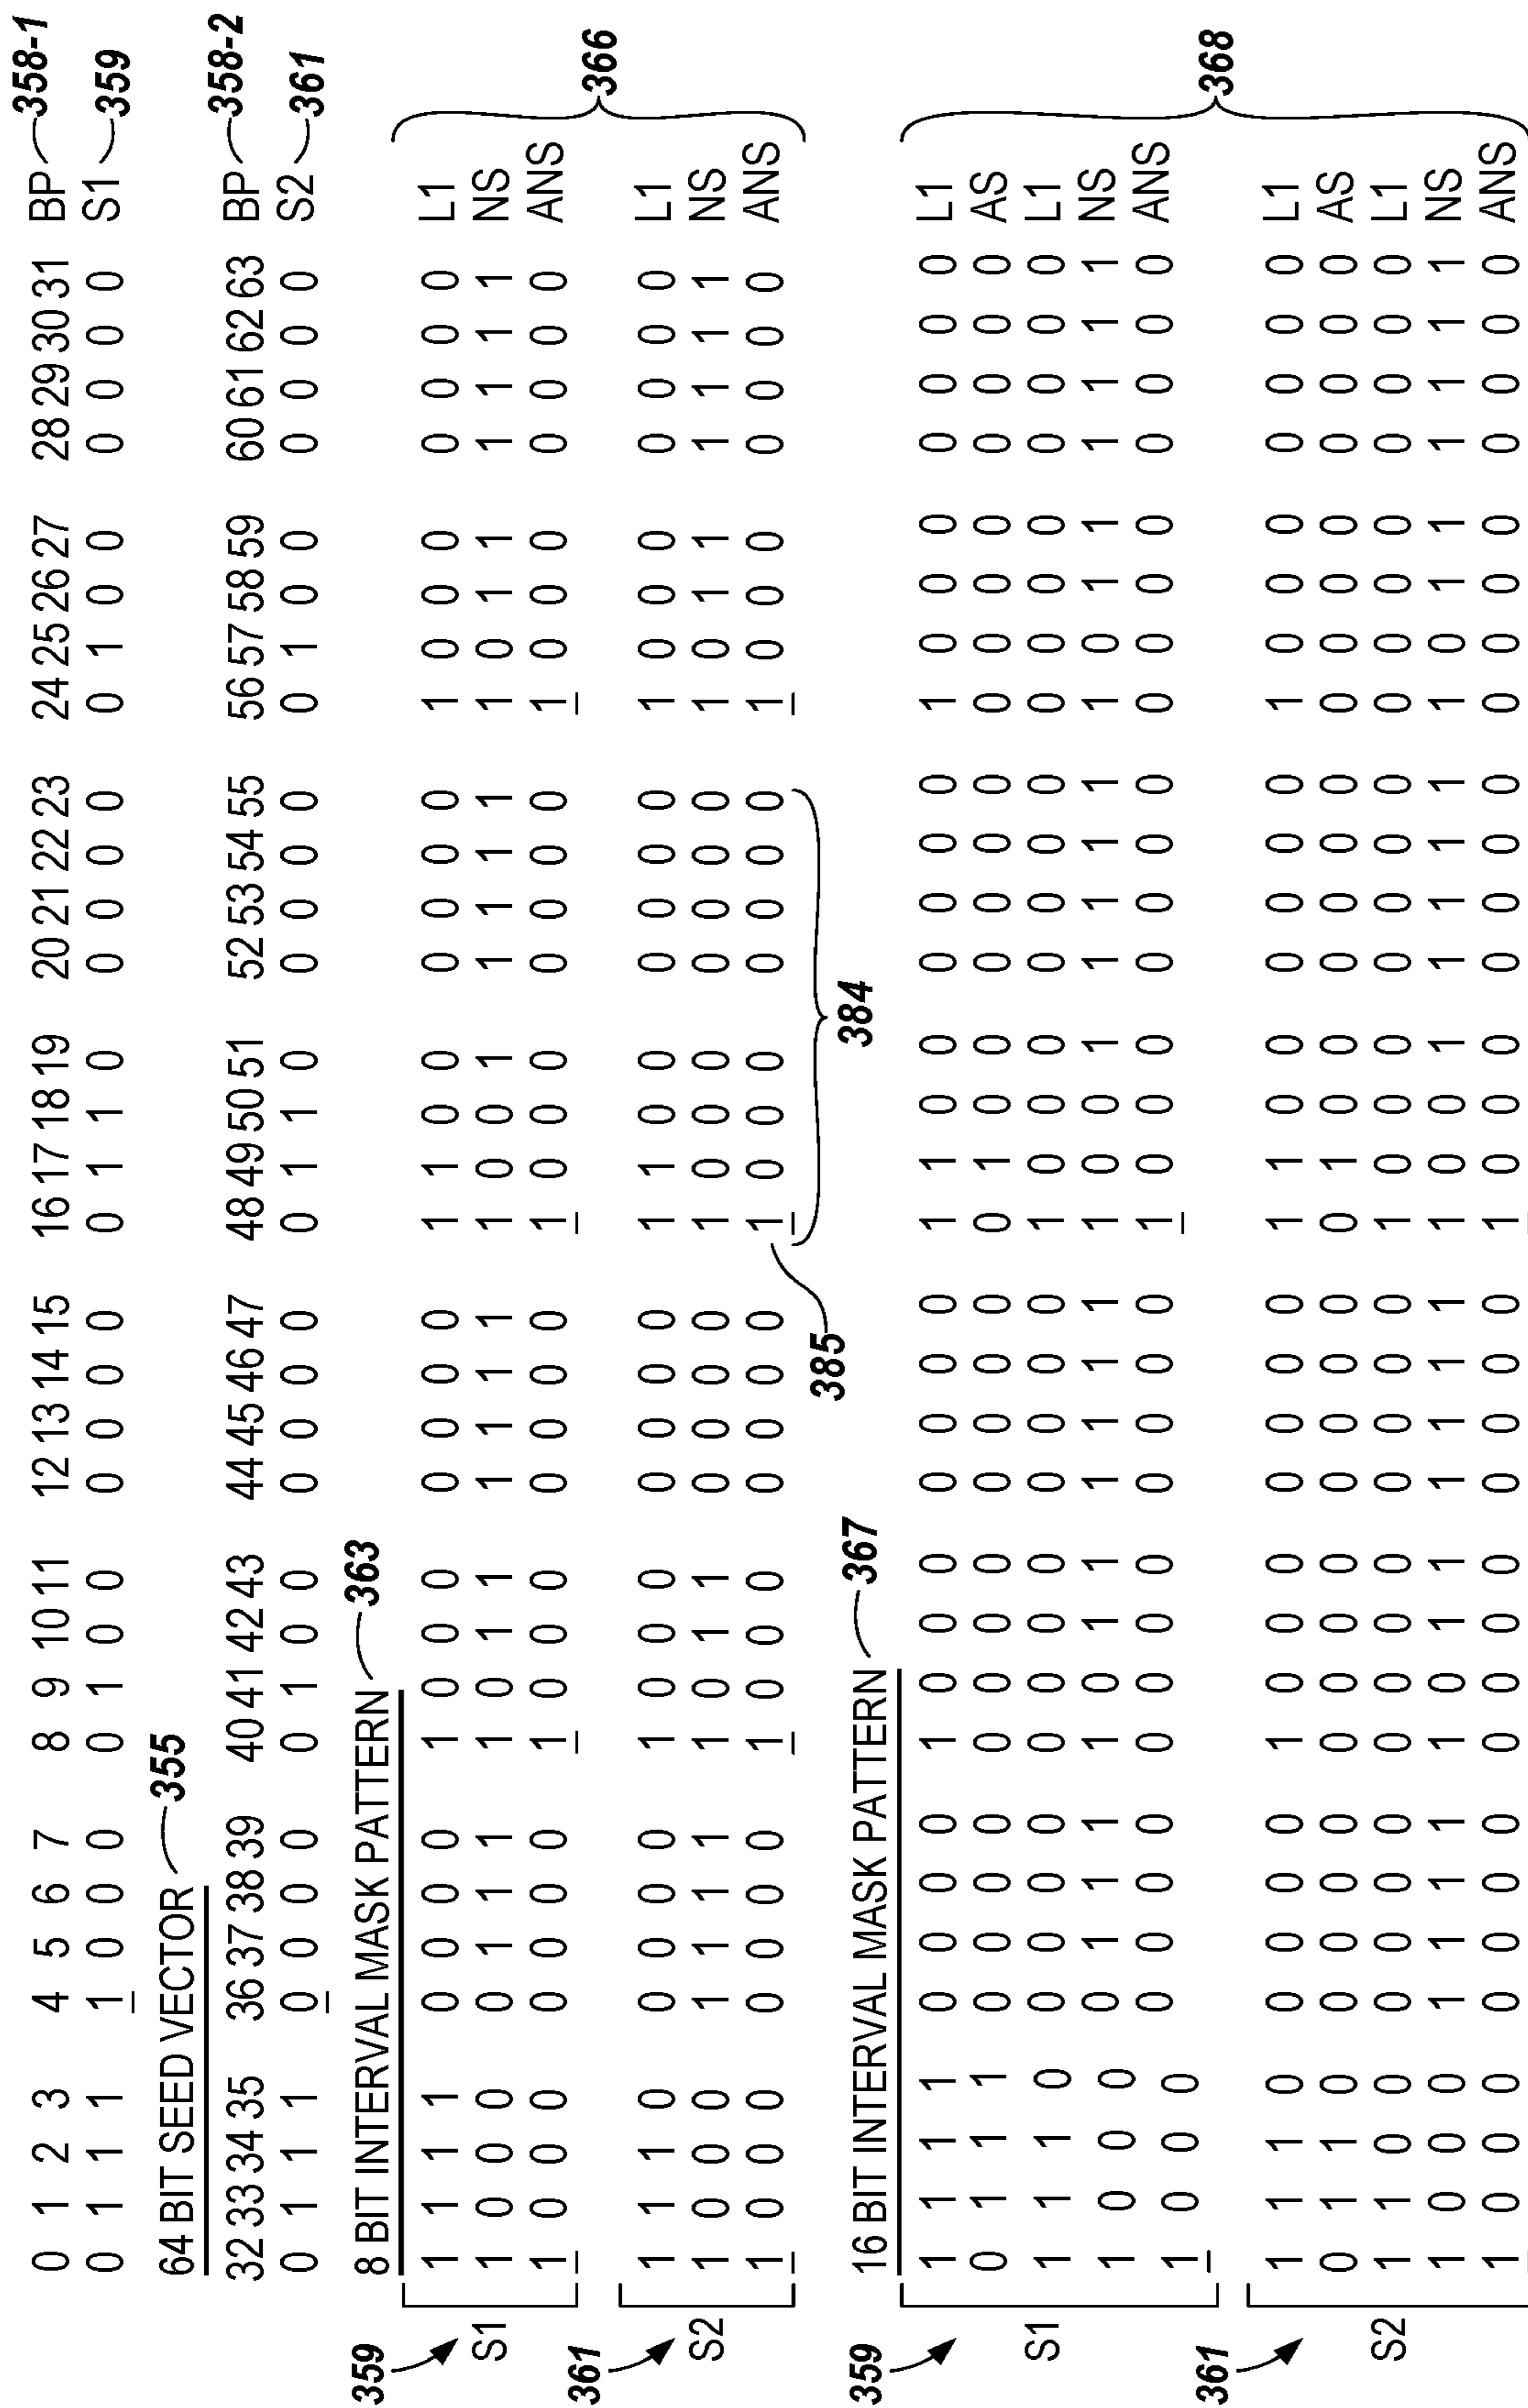 0 1 2 3 4 5 6 7 8 9 10 11 12 13 14 15 16 17 18 19 20 21 22 23 24 25 26 27 28 29 30 31 BP 358-1
0 1 1 1 1 0 0 0 0 1 0 0 0 0 0 0 0 1 1 0 0 0 0 0 0 1 0 0 0 0 0 0 S1 359
64 BIT SEED VECTOR 355
32 33 34 35 36 37 38 39 40 41 42 43 44 45 46 47 48 49 50 51 52 53 54 55 56 57 58 59 60 61 62 63 BP 358-2
0 1 1 1 0 0 0 0 0 1 0 0 0 0 0 0 0 1 1 0 0 0 0 0 0 1 0 0 0 0 0 0 S2 361
8 BIT INTERVAL MASK PATTERN 363
359
1 1 1 1 0 0 0 0 1 0 0 0 0 0 0 0 1 1 0 0 0 0 0 0 1 0 0 0 0 0 0 0 L1
S1 1 0 0 0 0 1 1 1 1 0 1 1 1 1 1 1 1 0 0 1 1 1 1 1 1 0 1 1 1 1 1 1 NS
1 0 0 0 0 0 0 0 1 0 0 0 0 0 0 0 1 0 0 0 0 0 0 0 1 0 0 0 0 0 0 0 ANS
366
361
1 1 1 0 0 0 0 0 1 0 0 0 0 0 0 0 1 1 0 0 0 0 0 0 1 0 0 0 0 0 0 0 L1
S2 1 0 0 0 1 1 1 1 1 0 1 1 0 0 0 0 1 0 0 0 0 0 0 0 1 0 1 1 1 1 1 1 NS
1 0 0 0 0 0 0 0 1 0 0 0 0 0 0 0 1 0 0 0 0 0 0 0 1 0 0 0 0 0 0 0 ANS
385 384
16 BIT INTERVAL MASK PATTERN 367
359
1 1 1 1 0 0 0 0 1 0 0 0 0 0 0 0 1 1 0 0 0 0 0 0 1 0 0 0 0 0 0 0 L1
0 1 1 1 0 0 0 0 0 0 0 0 0 0 0 0 0 1 0 0 0 0 0 0 0 0 0 0 0 0 0 0 AS
S1 1 1 1 0 0 0 0 0 0 0 0 0 0 0 0 0 1 0 0 0 0 0 0 0 0 0 0 0 0 0 0 0 L1
1 0 0 0 0 1 1 1 1 0 1 1 1 1 1 1 1 0 0 1 1 1 1 1 1 0 1 1 1 1 1 1 NS
1 0 0 0 0 0 0 0 0 0 0 0 0 0 0 0 1 0 0 0 0 0 0 0 0 0 0 0 0 0 0 0 ANS
368
361
1 1 1 0 0 0 0 0 1 0 0 0 0 0 0 0 1 1 0 0 0 0 0 0 1 0 0 0 0 0 0 0 L1
0 1 1 0 0 0 0 0 0 0 0 0 0 0 0 0 0 1 0 0 0 0 0 0 0 0 0 0 0 0 0 0 AS
S2 1 1 0 0 0 0 0 0 0 0 0 0 0 0 0 0 1 0 0 0 0 0 0 0 0 0 0 0 0 0 0 0 L1
1 0 0 0 1 1 1 1 1 0 1 1 1 1 1 1 1 0 0 1 1 1 1 1 1 0 1 1 1 1 1 1 NS
1 0 0 0 0 0 0 0 0 0 0 0 0 0 0 0 1 0 0 0 0 0 0 0 0 0 0 0 0 0 0 0 ANS